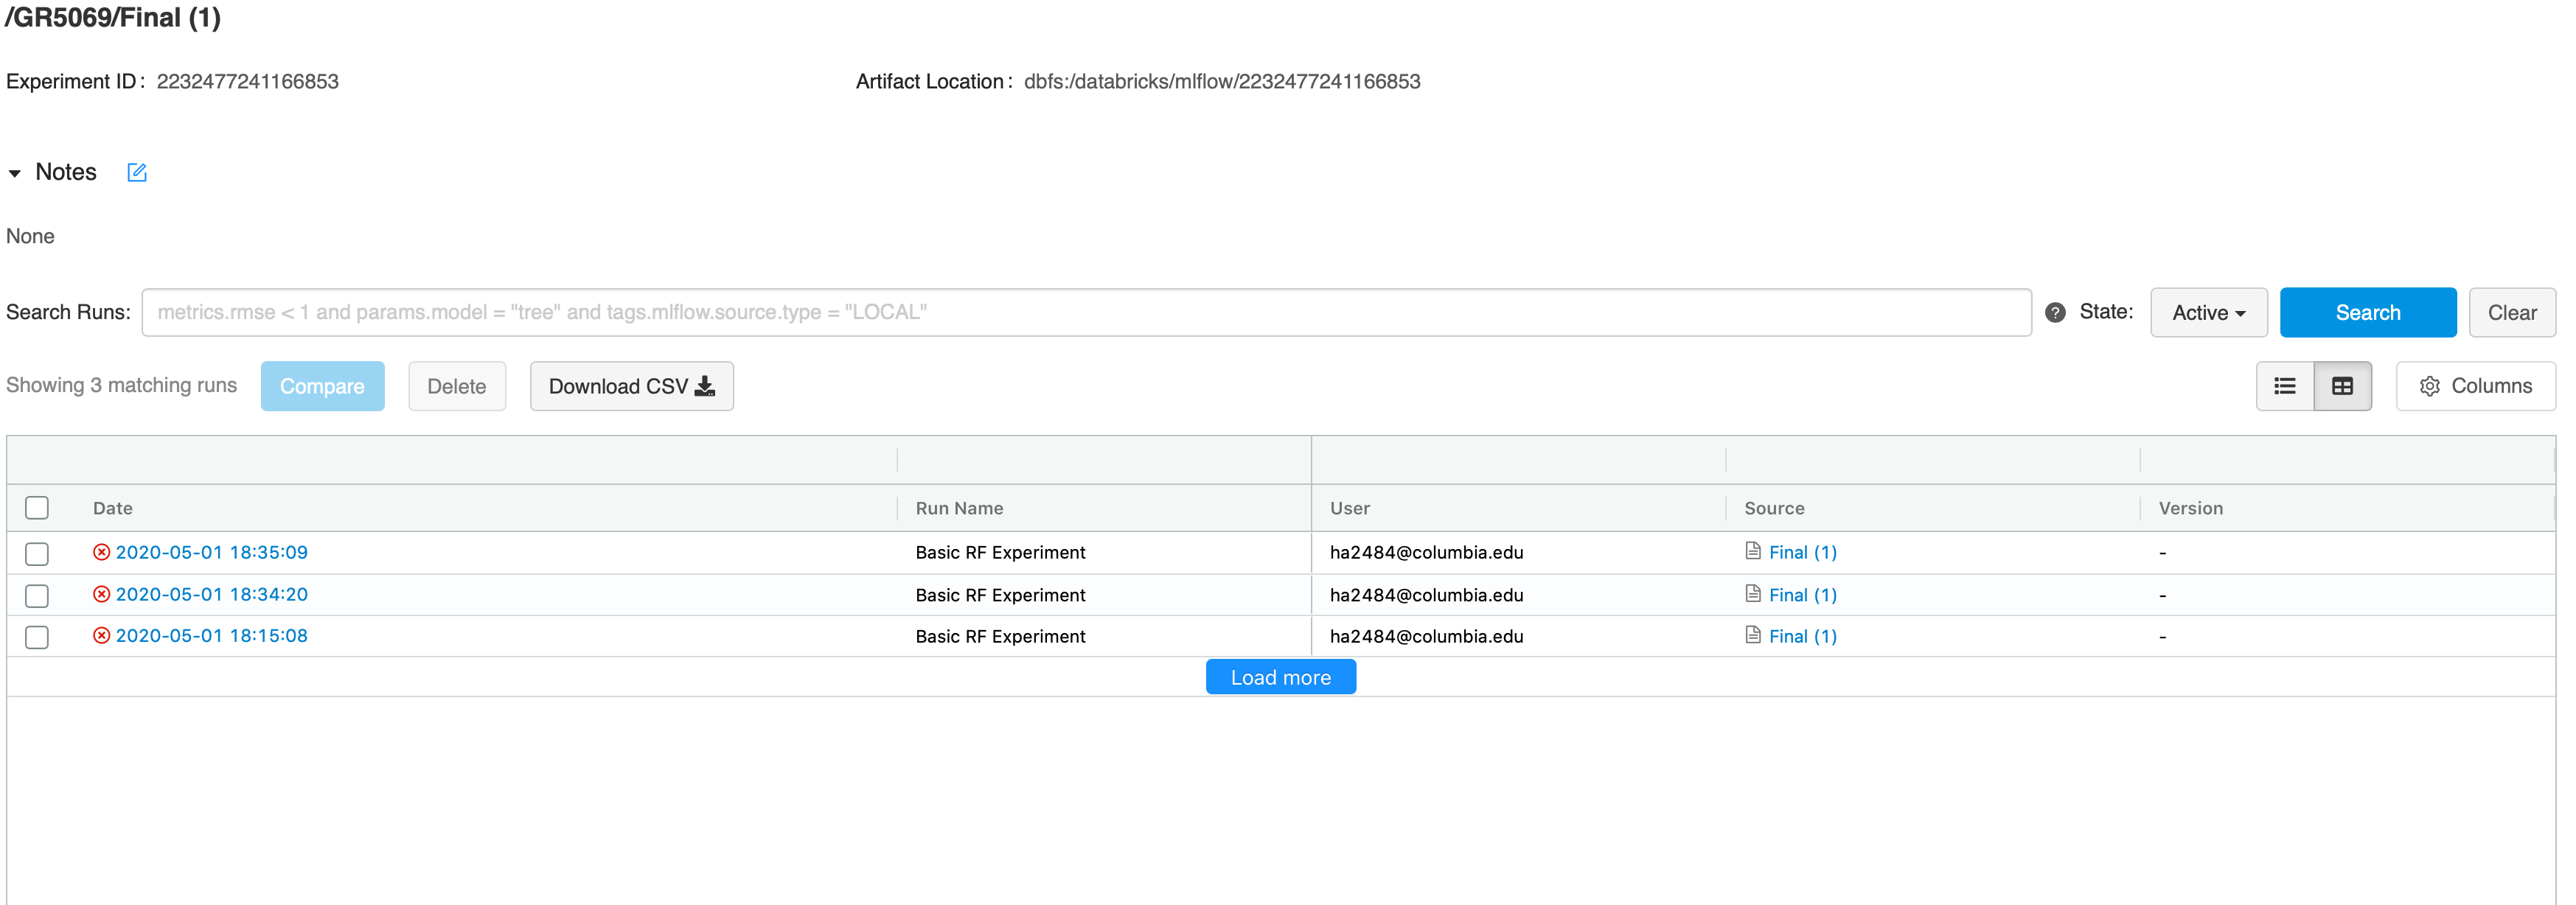 /GR5069/Final (1)
Experiment ID: 2232477241166853 Artifact Location: dbfs:/databricks/mlflow/2232477241166853
Notes
None
Search Runs: metrics.rmse < 1 and params.model = "tree" and tags.mlflow.source.type = "LOCAL" ? State: Active Search Clear
Showing 3 matching runs Compare Delete Download CSV Columns
Date Run Name User Source Version
2020-05-01 18:35:09 Basic RF Experiment ha2484@columbia.edu Final (1) -
2020-05-01 18:34:20 Basic RF Experiment ha2484@columbia.edu Final (1) -
2020-05-01 18:15:08 Basic RF Experiment ha2484@columbia.edu Final (1) -
Load more